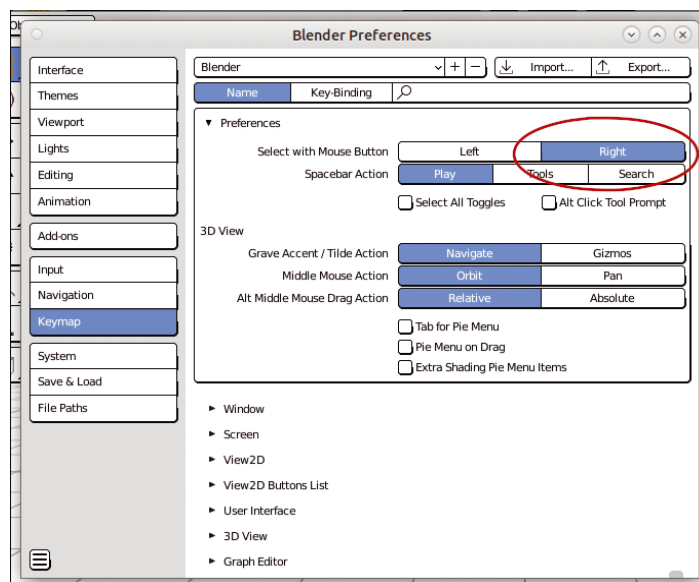 Blender Preferences
Interface
Themes
Viewport
Lights
Editing
Animation
Add-ons
Input
Navigation
Keymap
System
Save & Load
File Paths
Blender Import... Export...
Name Key-Binding
Preferences
Select with Mouse Button Left Right
Spacebar Action Play Tools Search
Select All Toggles Alt Click Tool Prompt
3D View
Grave Accent / Tilde Action Navigate Gizmos
Middle Mouse Action Orbit Pan
Alt Middle Mouse Drag Action Relative Absolute
Tab for Pie Menu
Pie Menu on Drag
Extra Shading Pie Menu Items
Window
Screen
View2D
View2D Buttons List
User Interface
3D View
Graph Editor